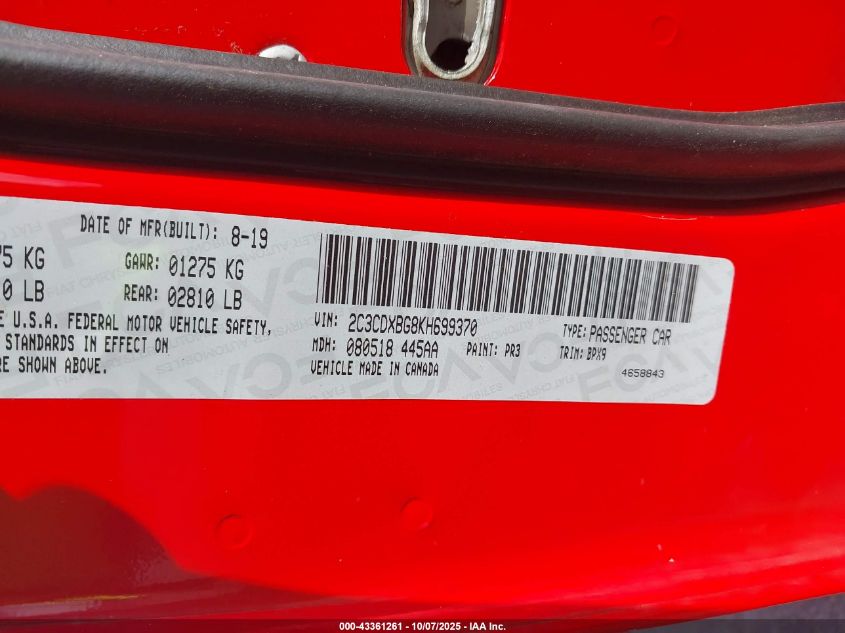 DATE OF MFR(BUILT): 8-19
75 KG GAWR: 01275 KG
0 LB REAR: 02810 LB
E U.S.A. FEDERAL MOTOR VEHICLE SAFETY,
STANDARDS IN EFFECT ON
RE SHOWN ABOVE.
VIN: 2C3CDXBG8KH699370 TYPE: PASSENGER CAR
MDH: 080518 445AA PAINT: PR3 TRIM: BPX9
VEHICLE MADE IN CANADA 4658843
000-43361261 - 10/07/2025 - IAA Inc.